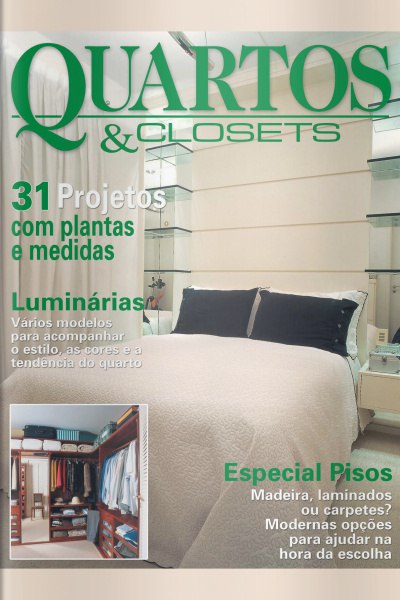 QUARTOS
& CLOSETS
31 Projetos
com plantas
e medidas
Luminárias
Vários modelos
para acompanhar
o estilo, as cores e a
tendência do quarto
Especial Pisos
Madeira, laminados
ou carpetes?
Modernas opções
para ajudar na
hora da escolha